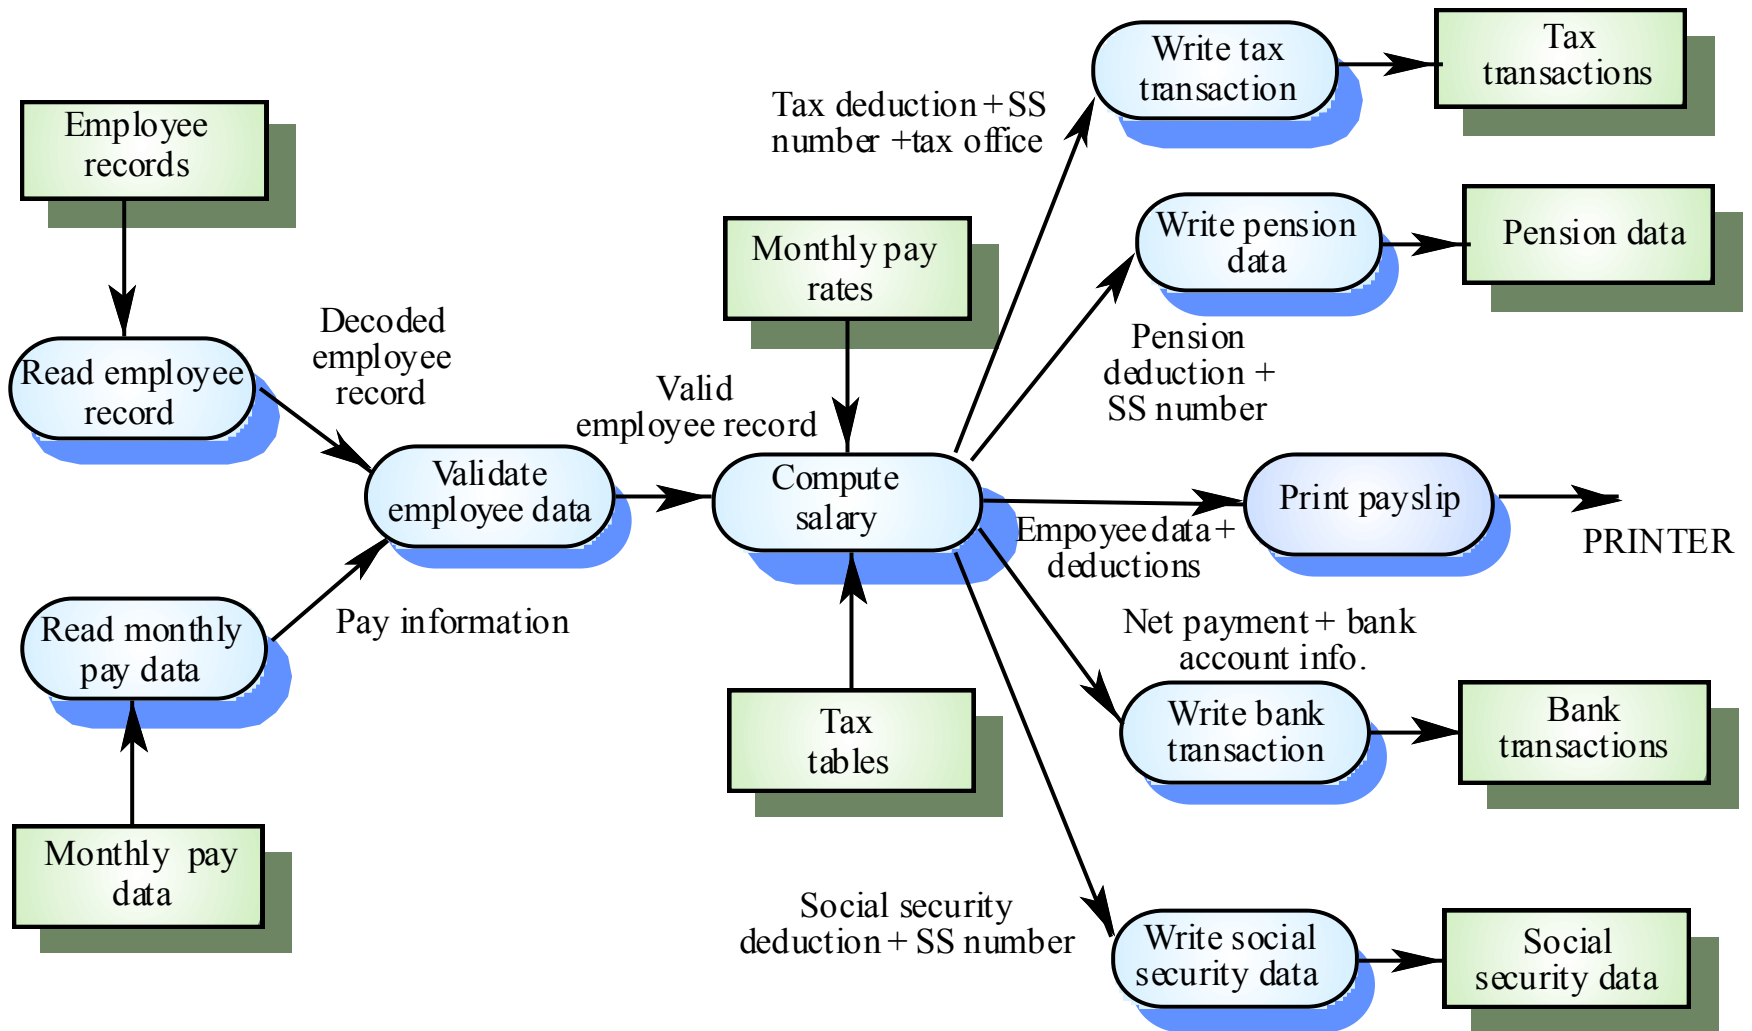 Employee
records
Read employee
record
Decoded
employee
record
Read monthly
pay data
Monthly pay
data
Pay information
Validate
employee data
Valid
employee record
Monthly pay
rates
Compute
salary
Tax
tables
Tax deduction + SS
number +tax office
Write tax
transaction
Tax
transactions
Write pension
data
Pension data
Pension
deduction +
SS number
Print payslip
PRINTER
Empoyee data +
deductions
Net payment + bank
account info.
Write bank
transaction
Bank
transactions
Social security
deduction + SS number
Write social
security data
Social
security data